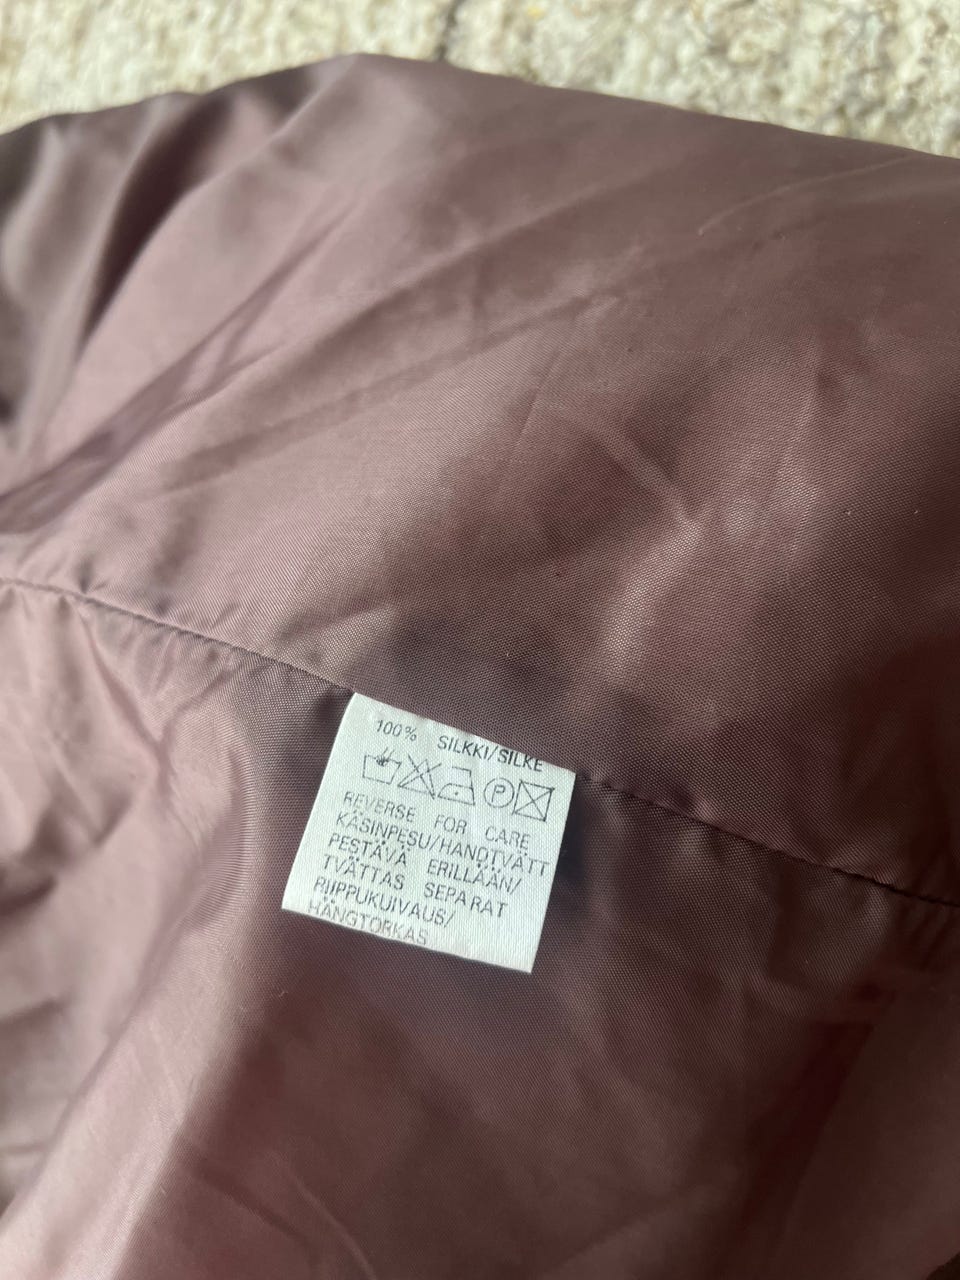 100% SILKKI/SILKE
P
REVERSE FOR CARE
KÄSINPESU/HANDTVÄTT
PESTÄVÄ ERILLÄÄN/
TVÄTTAS SEPARAT
RIIPPUKUIVAUS/
HÄNGTORKAS